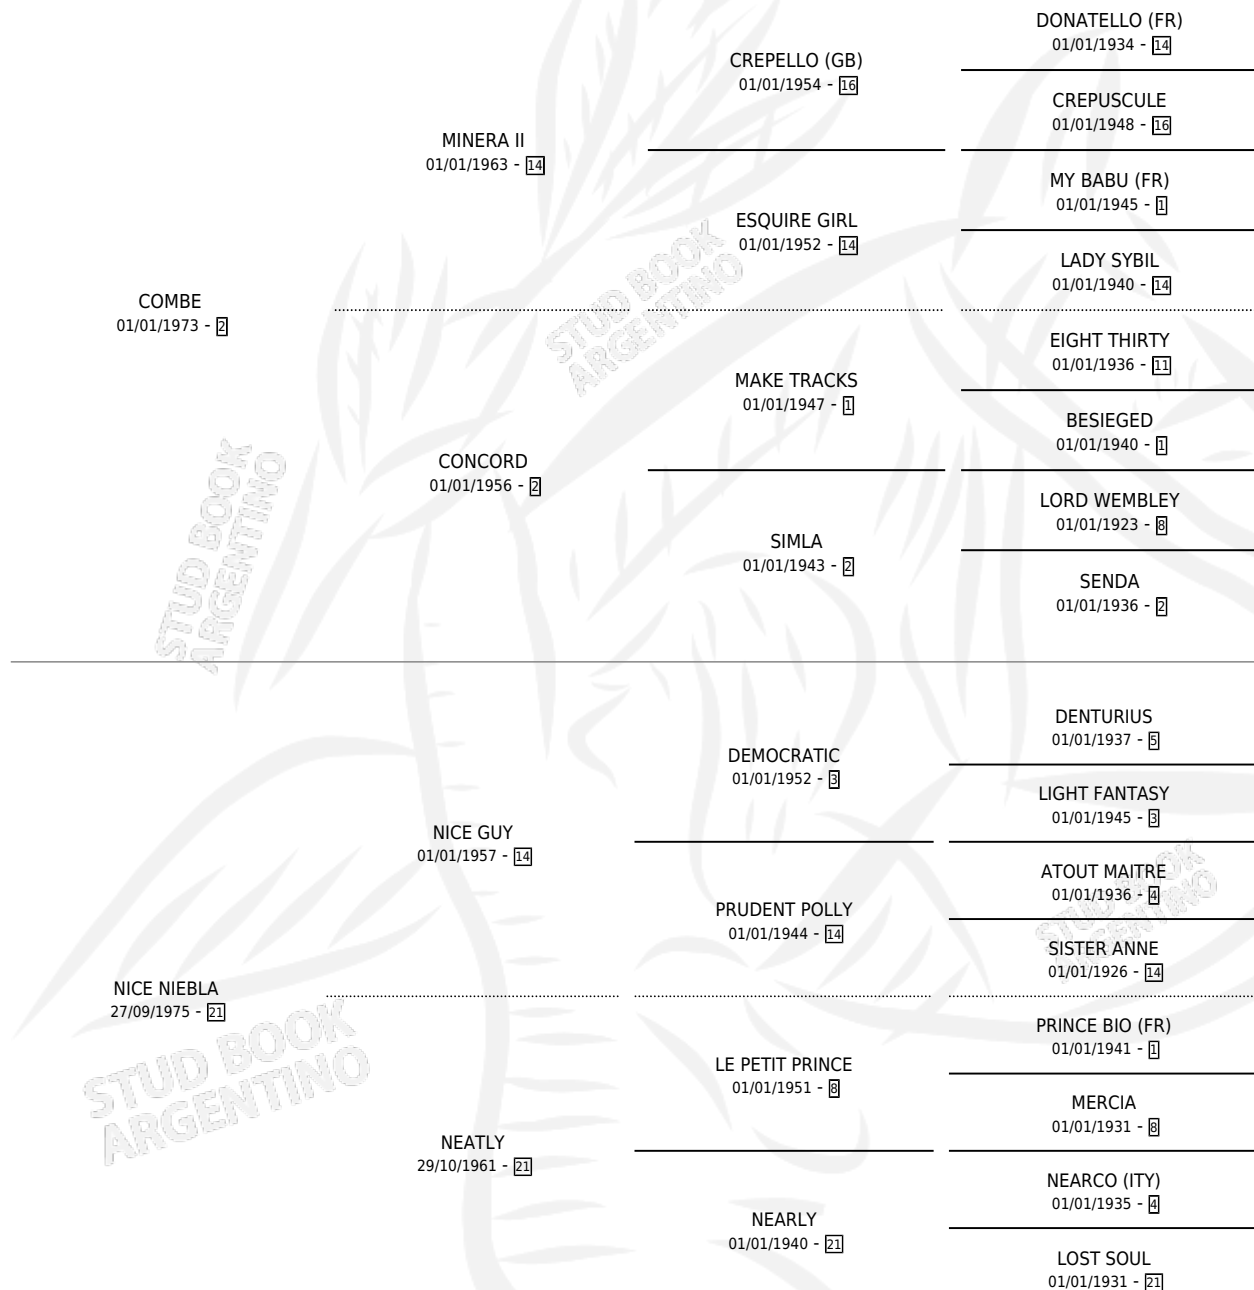 DONATELLO (FR)
01/01/1934 - 14
CREPELLO (GB)
01/01/1954 - 16
CREPUSCULE
01/01/1948 - 16
MINERA II
01/01/1963 - 14
MY BABU (FR)
01/01/1945 - 1
ESQUIRE GIRL
01/01/1952 - 14
LADY SYBIL
01/01/1940 - 14
COMBE
01/01/1973 - 2
EIGHT THIRTY
01/01/1936 - 11
MAKE TRACKS
01/01/1947 - 1
BESIEGED
01/01/1940 - 1
CONCORD
01/01/1956 - 2
LORD WEMBLEY
01/01/1923 - 8
SIMLA
01/01/1943 - 2
SENDA
01/01/1936 - 2
DENTURIUS
01/01/1937 - 5
DEMOCRATIC
01/01/1952 - 3
LIGHT FANTASY
01/01/1945 - 3
NICE GUY
01/01/1957 - 14
ATOUT MAITRE
01/01/1936 - 4
PRUDENT POLLY
01/01/1944 - 14
SISTER ANNE
01/01/1926 - 14
NICE NIEBLA
27/09/1975 - 21
PRINCE BIO (FR)
01/01/1941 - 1
LE PETIT PRINCE
01/01/1951 - 8
MERCIA
01/01/1931 - 8
NEATLY
29/10/1961 - 21
NEARCO (ITY)
01/01/1935 - 4
NEARLY
01/01/1940 - 21
LOST SOUL
01/01/1931 - 21
STUD BOOK
ARGENTINO
STUD BOOK
ARGENTINO
STUD BOOK
ARGENTINO
STUD BOOK
ARGENTINO